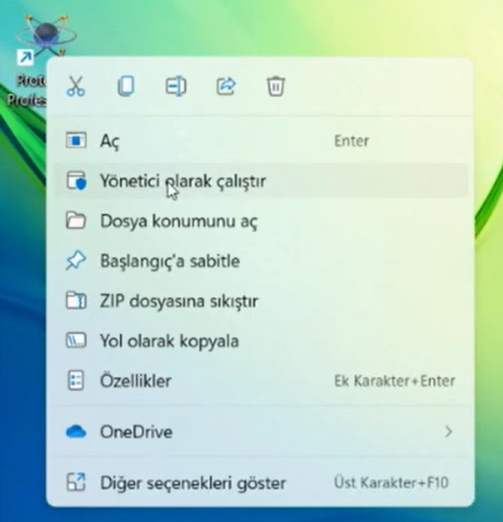 Aç Enter
Yönetici olarak çalıştır
Dosya konumunu aç
Başlangıç'a sabitle
ZIP dosyasına sıkıştır
Yol olarak kopyala
Özellikler Ek Karakter+Enter
OneDrive
Diğer seçenekleri göster Üst Karakter+F10